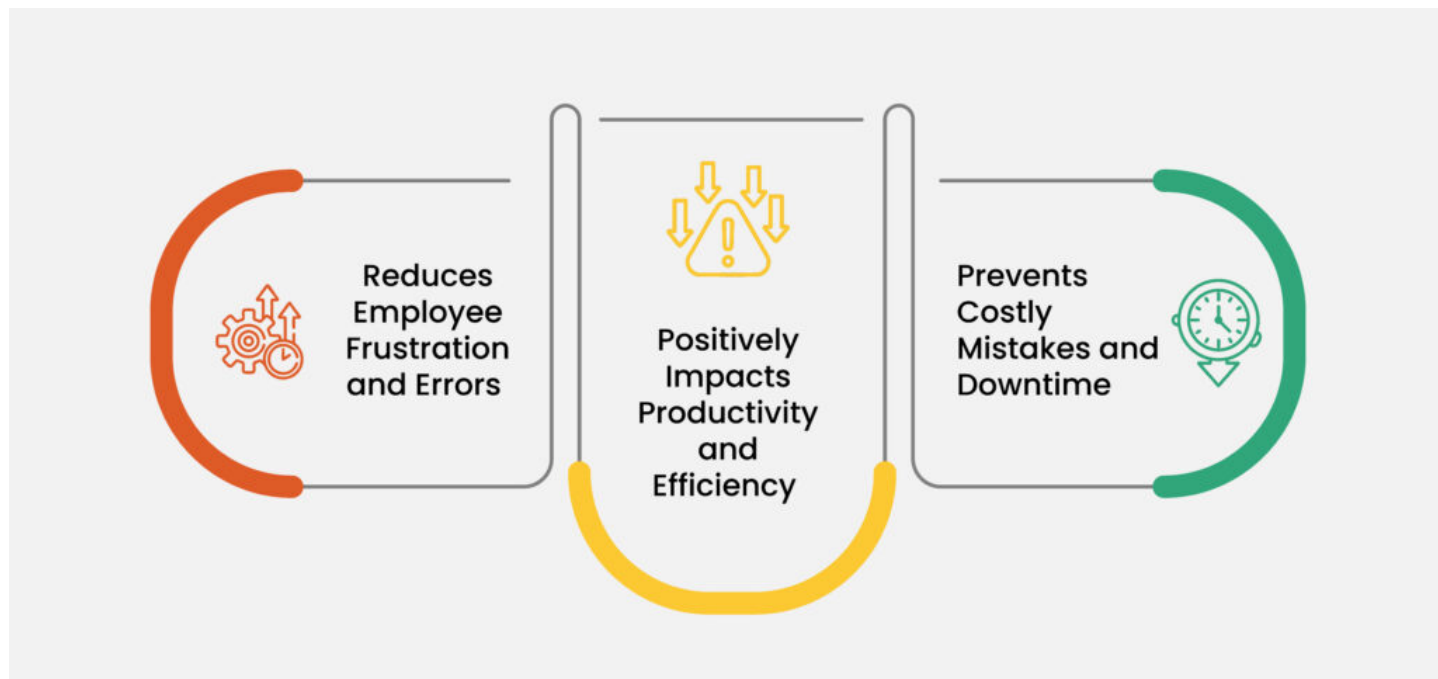 Reduces
Employee
Frustration
and Errors
Positively
Impacts
Productivity
and
Efficiency
Prevents
Costly
Mistakes and
Downtime